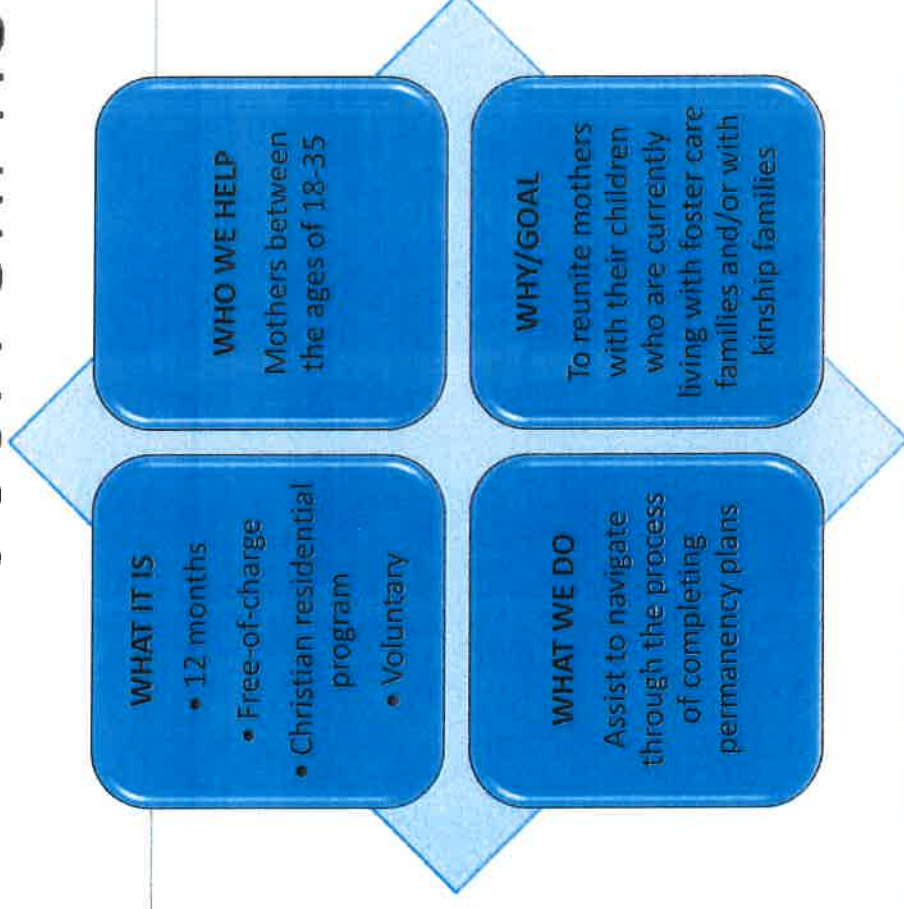 WHAT IT IS
• 12 months
• Free-of-charge
• Christian residential
program
• Voluntary
WHO WE HELP
Mothers between
the ages of 18-35
WHAT WE DO
Assist to navigate
through the process
of completing
permanency plans
WHY/GOAL
To reunite mothers
with their children
who are currently
living with foster care
families and/or with
kinship families